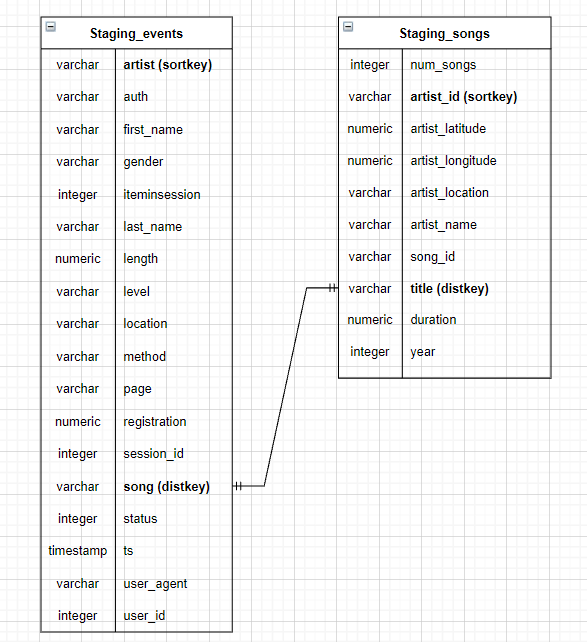 Staging_events
varchar artist (sortkey)
varchar auth
varchar first_name
varchar gender
integer iteminsession
varchar last_name
numeric length
varchar level
varchar location
varchar method
varchar page
numeric registration
integer session_id
varchar song (distkey)
integer status
timestamp ts
varchar user_agent
integer user_id
Staging_songs
integer num_songs
varchar artist_id (sortkey)
numeric artist_latitude
numeric artist_longitude
varchar artist_location
varchar artist_name
varchar song_id
varchar title (distkey)
numeric duration
integer year